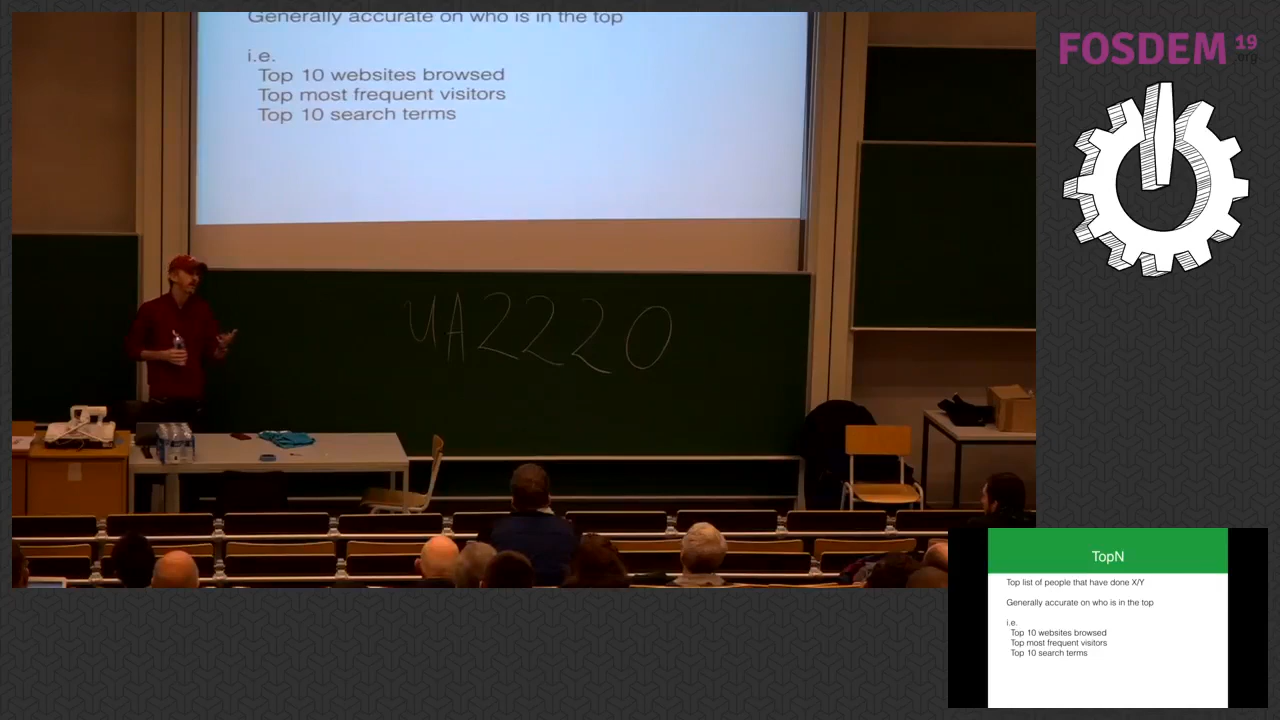 Generally accurate on who is in the top
i.e.
Top 10 websites browsed
Top most frequent visitors
Top 10 search terms
UA2220
FOSDEM 19
.org
TopN
Top list of people that have done X/Y
Generally accurate on who is in the top
i.e.
Top 10 websites browsed
Top most frequent visitors
Top 10 search terms